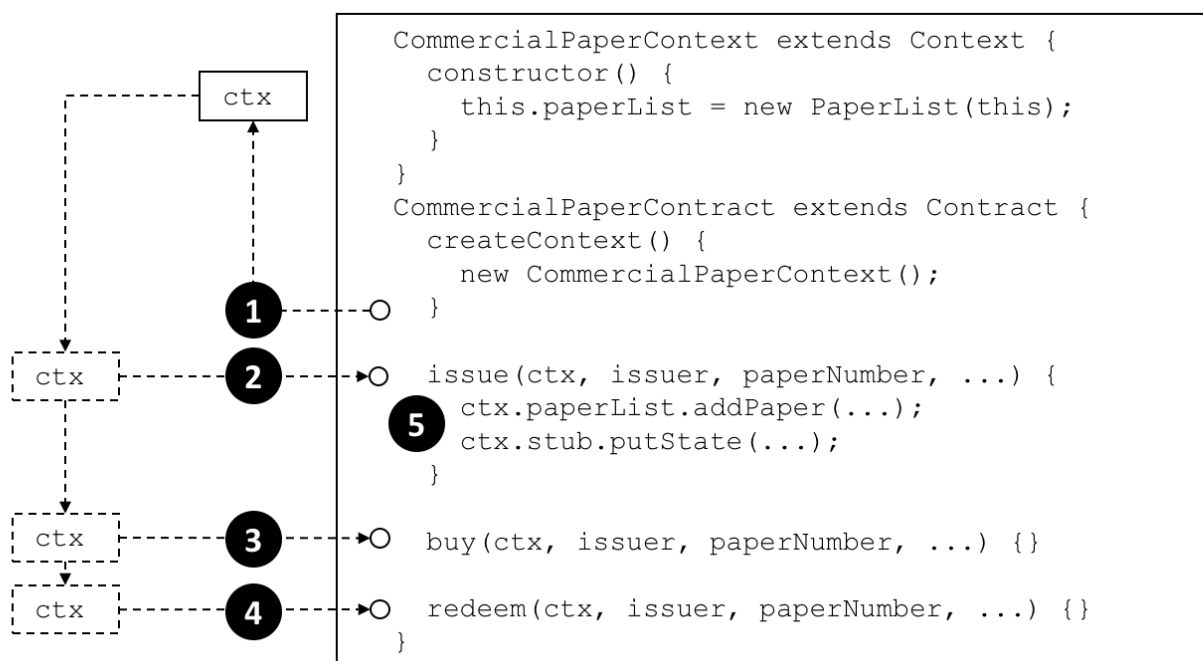 CommercialPaperContext extends Context {
constructor() {
ctx
this.paperList = new PaperList(this);
}
}
CommercialPaperContract extends Contract {
createContext() {
new CommercialPaperContext();
1
}
ctx
2
issue(ctx, issuer, paperNumber, ...) {
5
ctx.paperList.addPaper(...);
ctx.stub.putState(...);
}
ctx
3
buy(ctx, issuer, paperNumber, ...) {}
ctx
4
redeem(ctx, issuer, paperNumber, ...) {}
}